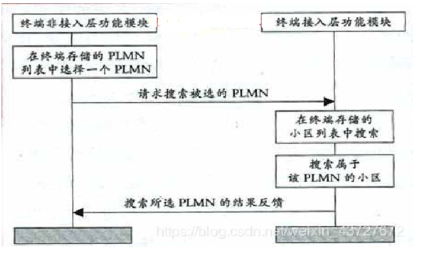 终端非接入层功能模块
终端接入层功能模块
在终端存储的 PLMN
列表中选择一个 PLMN
请求搜索被选的 PLMN
在终端存储的
小区列表中搜索
搜索属于
该 PLMN 的小区
搜索所选 PLMN 的结果反馈
https://blog.csdn.net/weixin_43727672